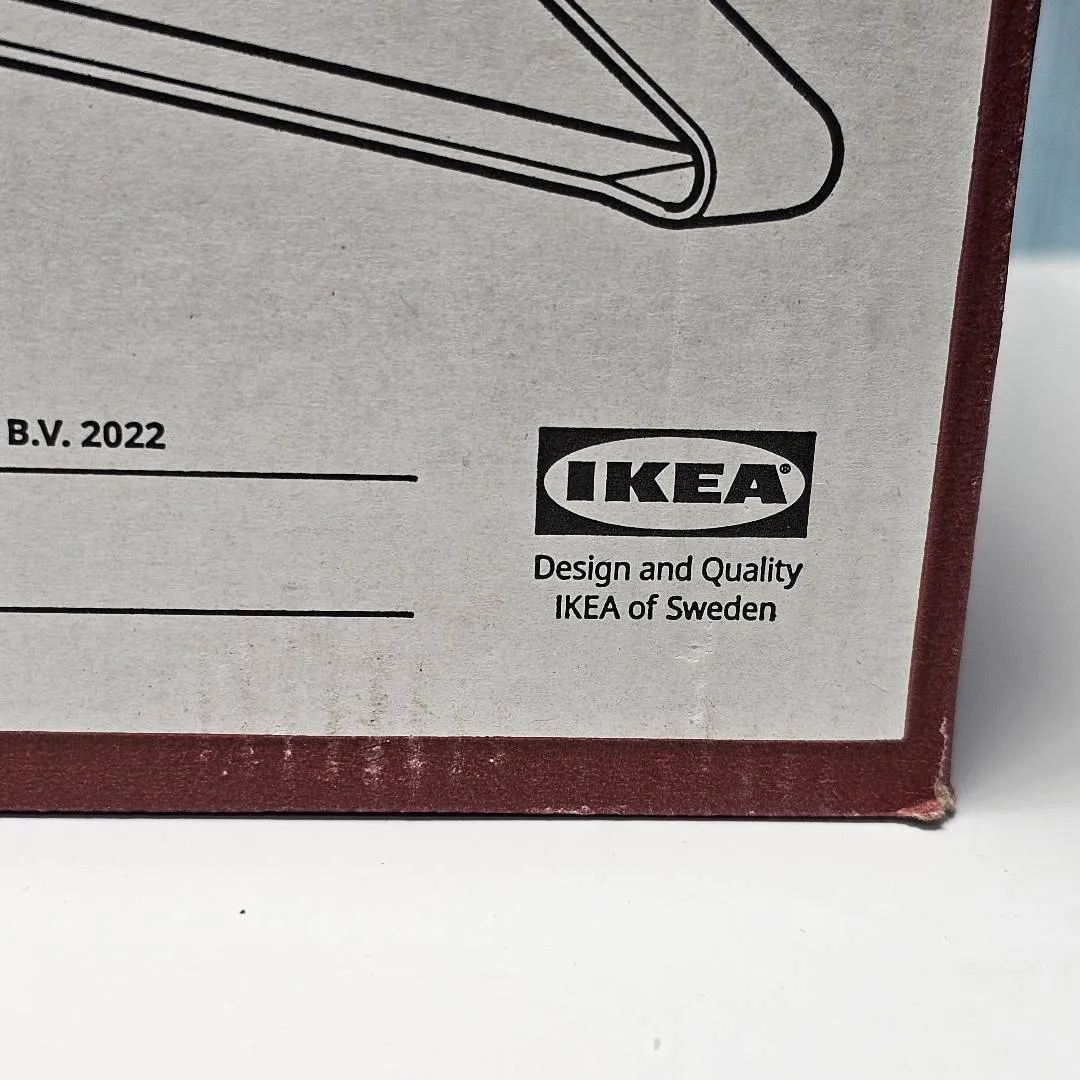 B.V. 2022
IKEA®
Design and Quality
IKEA of Sweden